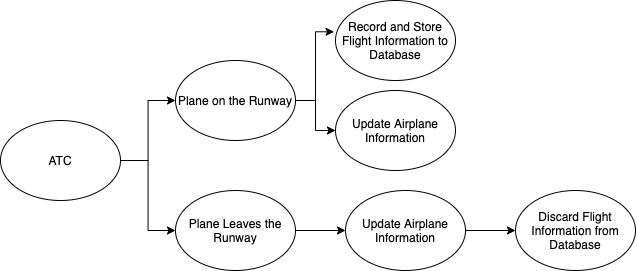 Record and Store
Flight Information to
Database
Plane on the Runway
Update Airplane
Information
ATC
Plane Leaves the
Runway
Update Airplane
Information
Discard Flight
Information from
Database